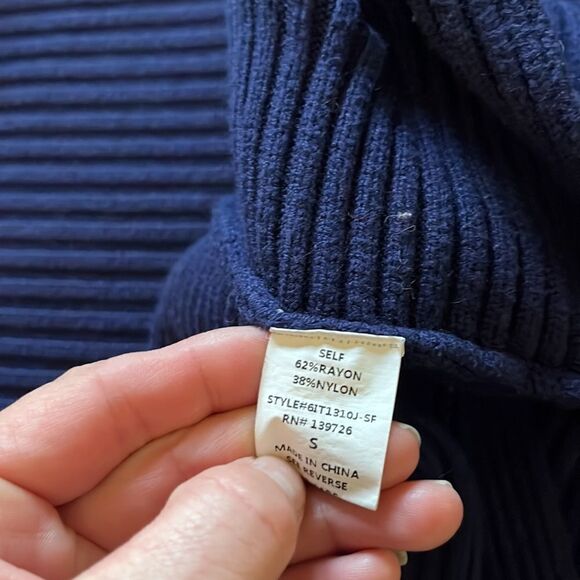 SELF
62%RAYON
38%NYLON
STYLE#6IT1310J-SF
RN# 139726
S
MADE IN CHINA
SEE REVERSE